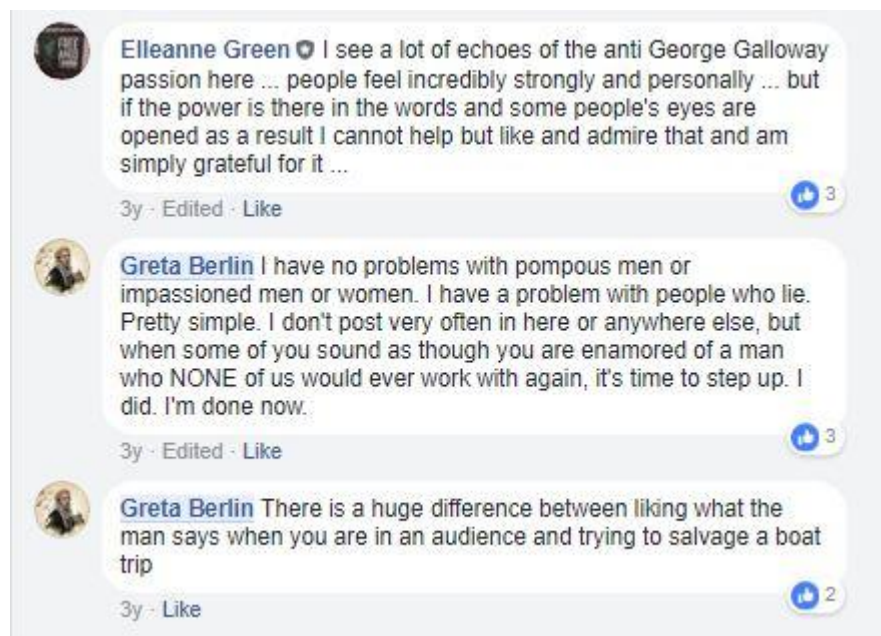 Elleanne Green I see a lot of echoes of the anti George Galloway
passion here ... people feel incredibly strongly and personally ... but
if the power is there in the words and some people's eyes are
opened as a result I cannot help but like and admire that and am
simply grateful for it ...
3
3y · Edited · Like
Greta Berlin I have no problems with pompous men or
impassioned men or women. I have a problem with people who lie.
Pretty simple. I don't post very often in here or anywhere else, but
when some of you sound as though you are enamored of a man
who NONE of us would ever work with again, it's time to step up. I
did. I'm done now.
3
3y · Edited · Like
Greta Berlin There is a huge difference between liking what the
man says when you are in an audience and trying to salvage a boat
trip
2
3y · Like